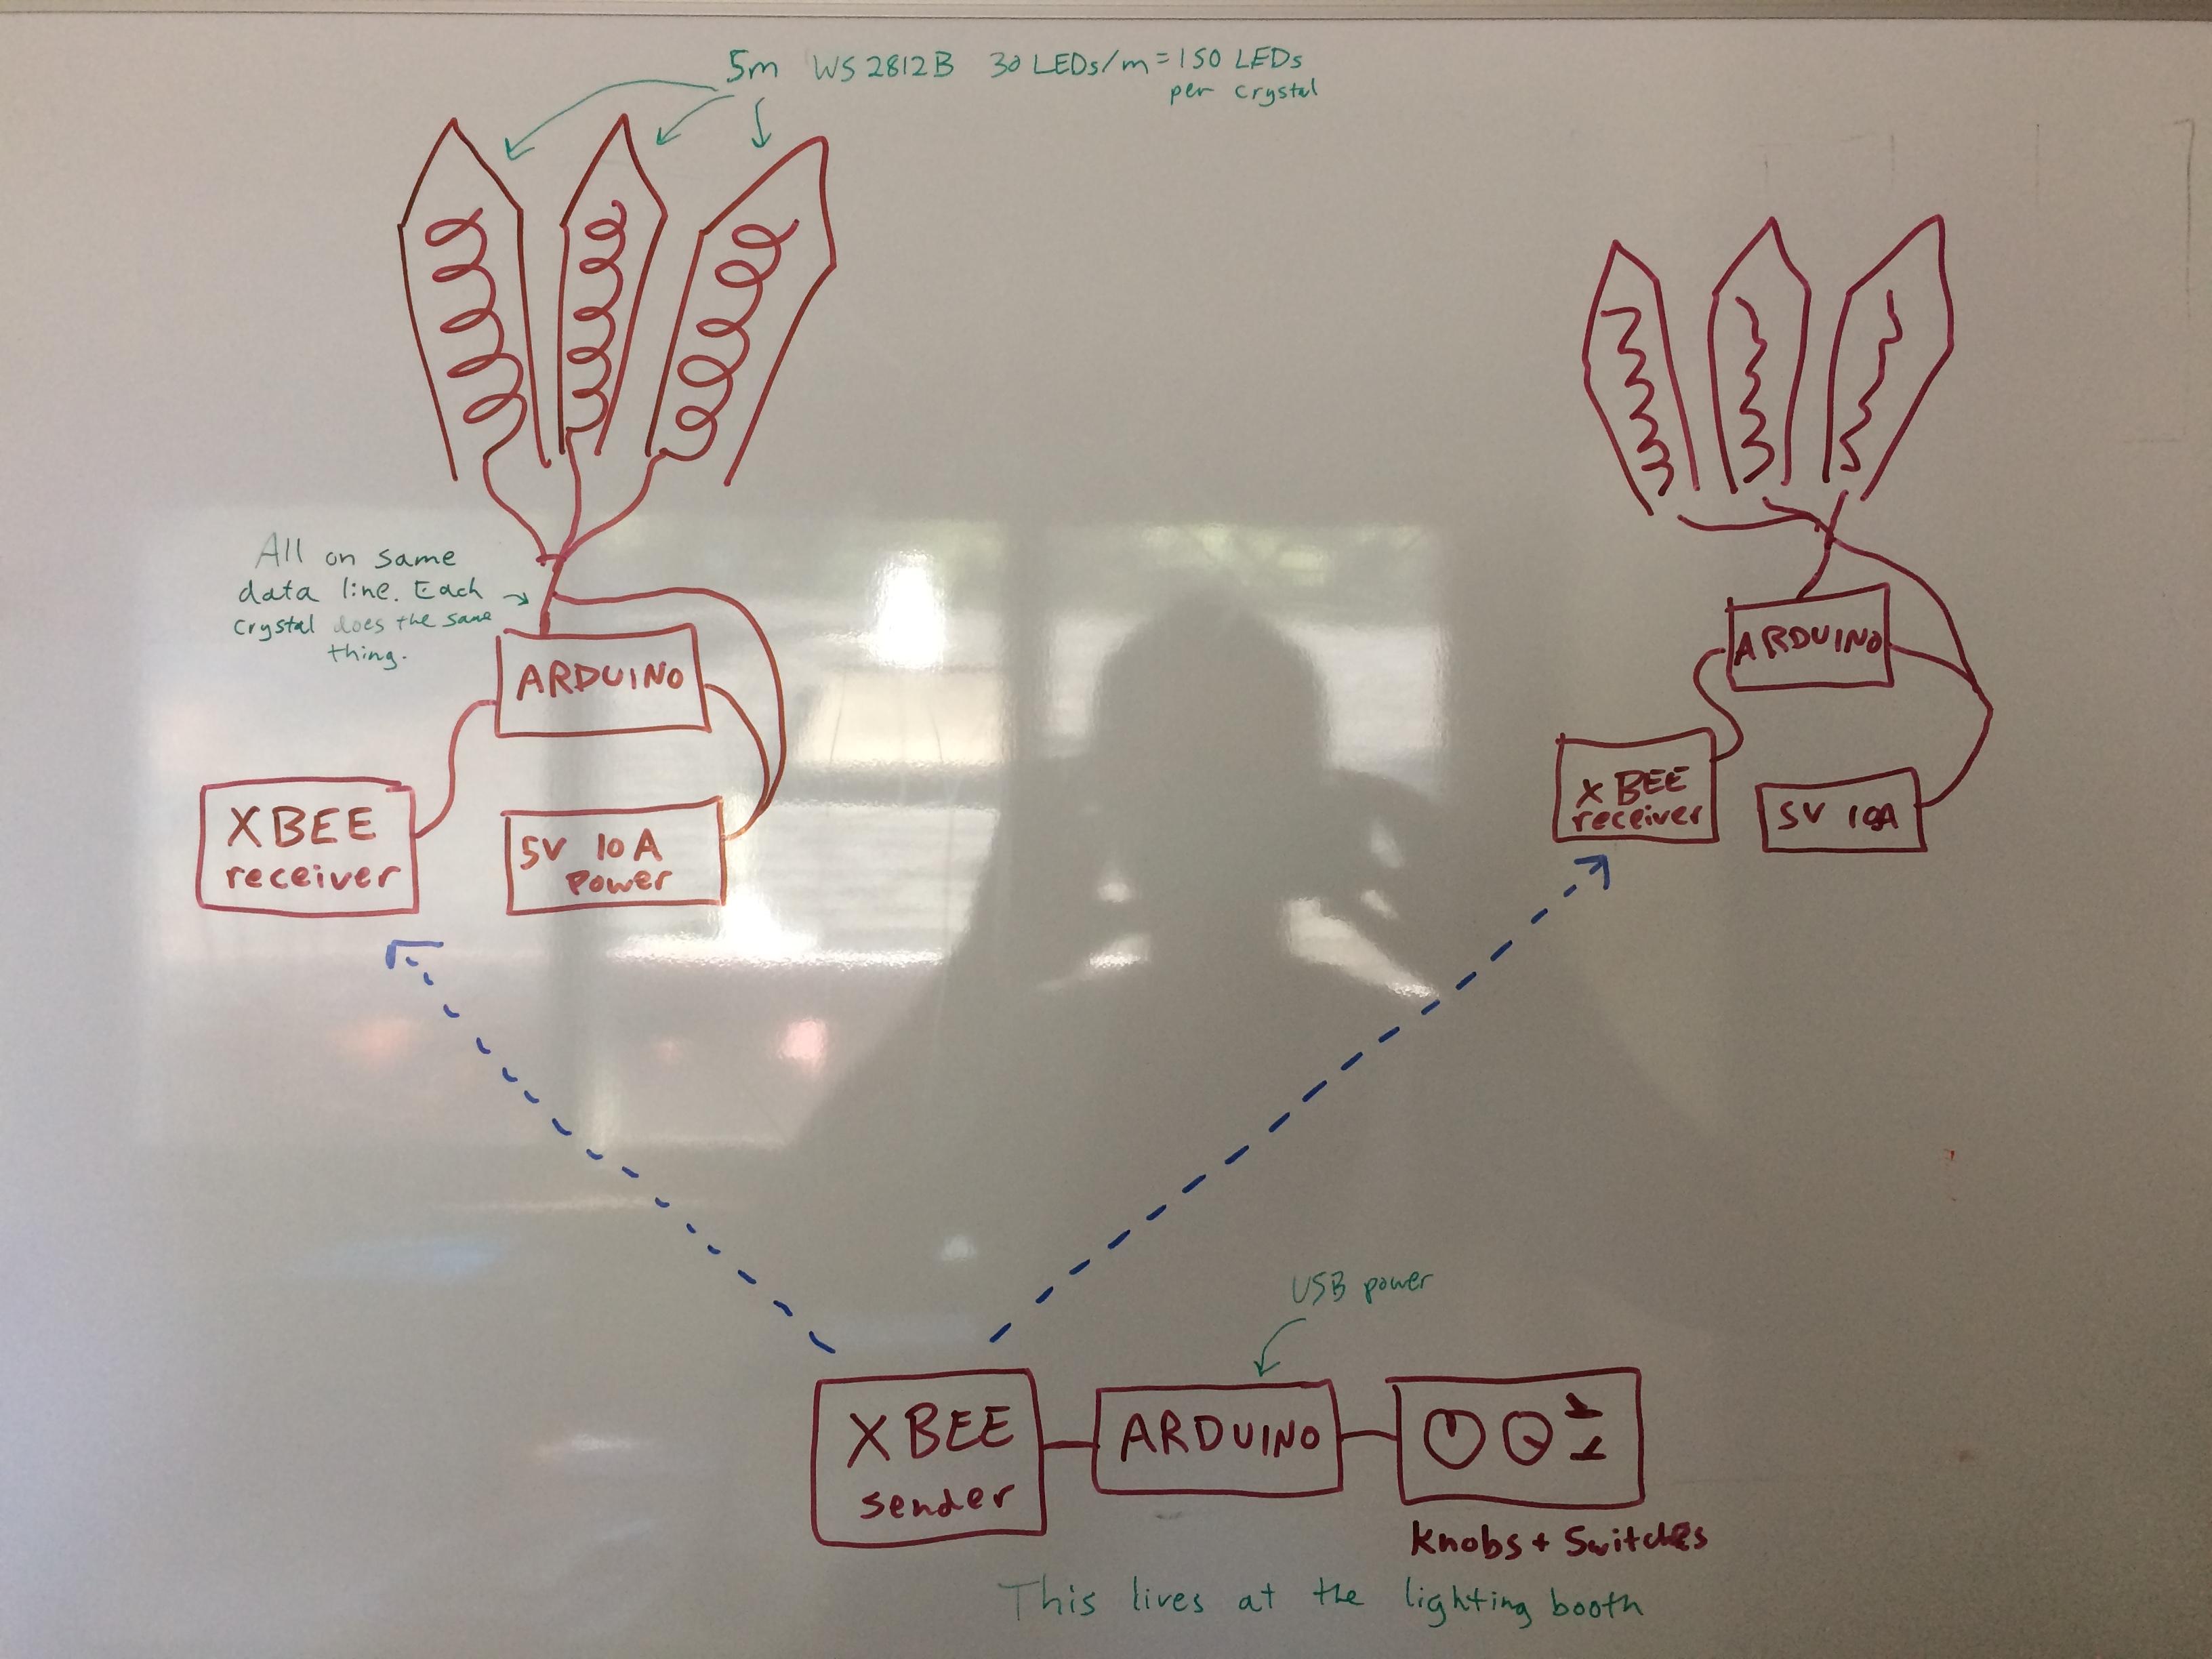 5m WS2812B 30 LEDs/m = 150 LEDs
per crystal
All on same
data line. Each
crystal does the same
thing.
ARDUINO
XBEE
receiver
5V 10A
Power
ARDUINO
XBEE
receiver
5V 10A
USB power
XBEE
sender
ARDUINO
Knobs + Switches
This lives at the lighting booth